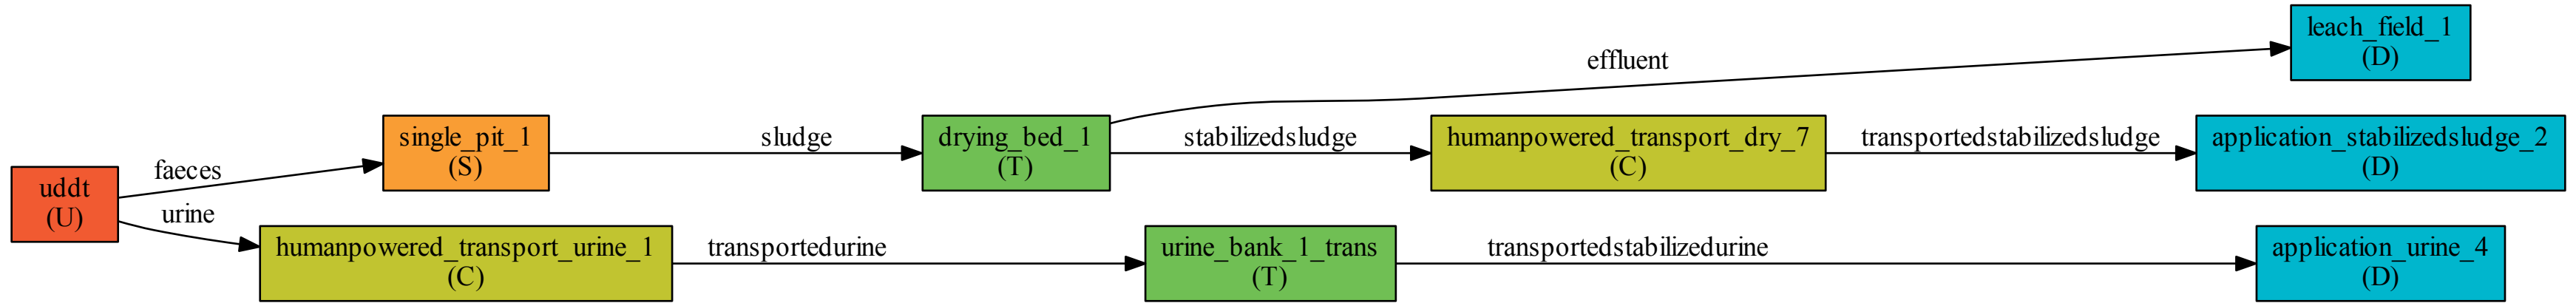 leach_field_1
(D)
effluent
single_pit_1
(S)
sludge
drying_bed_1
(T)
stabilizedsludge
humanpowered_transport_dry_7
(C)
transportedstabilizedsludge
application_stabilizedsludge_2
(D)
faeces
uddt
(U)
urine
humanpowered_transport_urine_1
(C)
transportedurine
urine_bank_1_trans
(T)
transportedstabilizedurine
application_urine_4
(D)